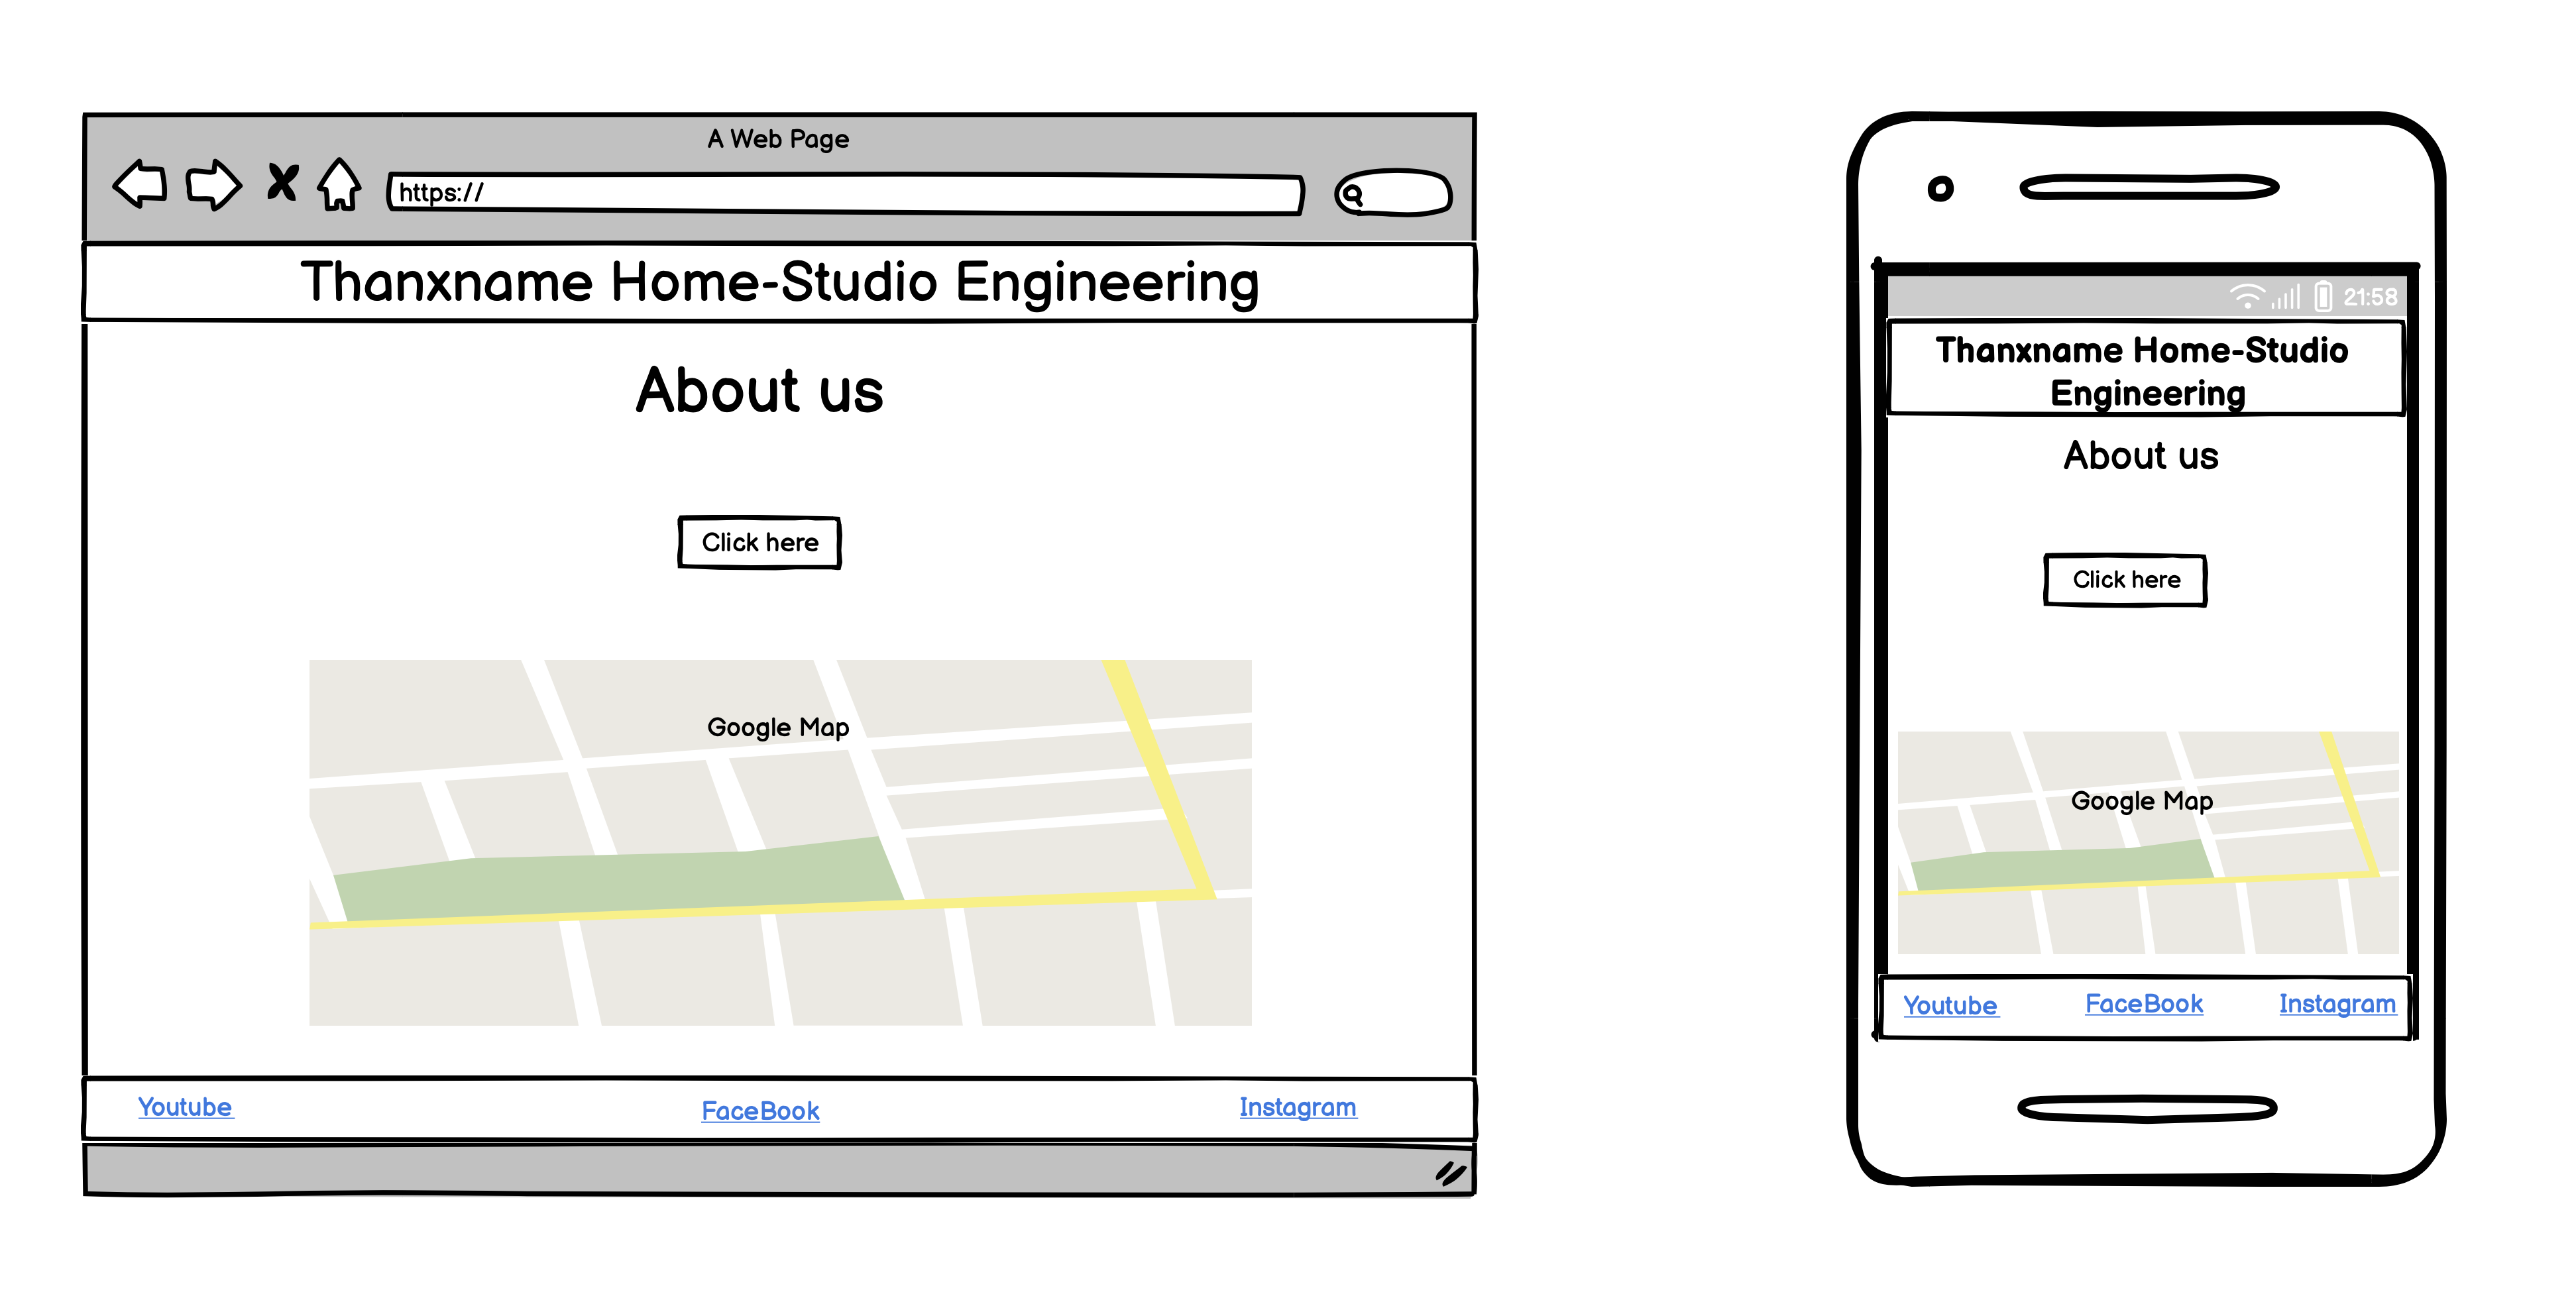 A Web Page
https://
Thanxname Home-Studio Engineering
About us
Click here
Google Map
Youtube
FaceBook
Instagram
21:58
Thanxname Home-Studio
Engineering
About us
Click here
Google Map
Youtube
FaceBook
Instagram